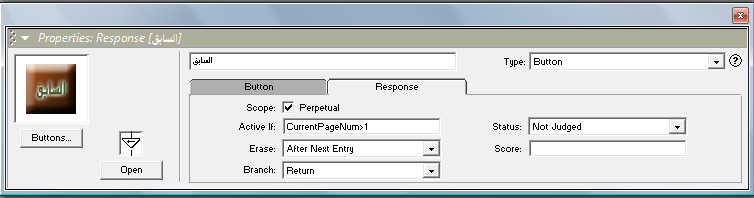 Properties: Response [السابق]
السابق
Type: Button
السابق
Buttons...
Open
Button
Response
Scope: Perpetual
Active If: CurrentPageNum>1
Status: Not Judged
Erase: After Next Entry
Score:
Branch: Return